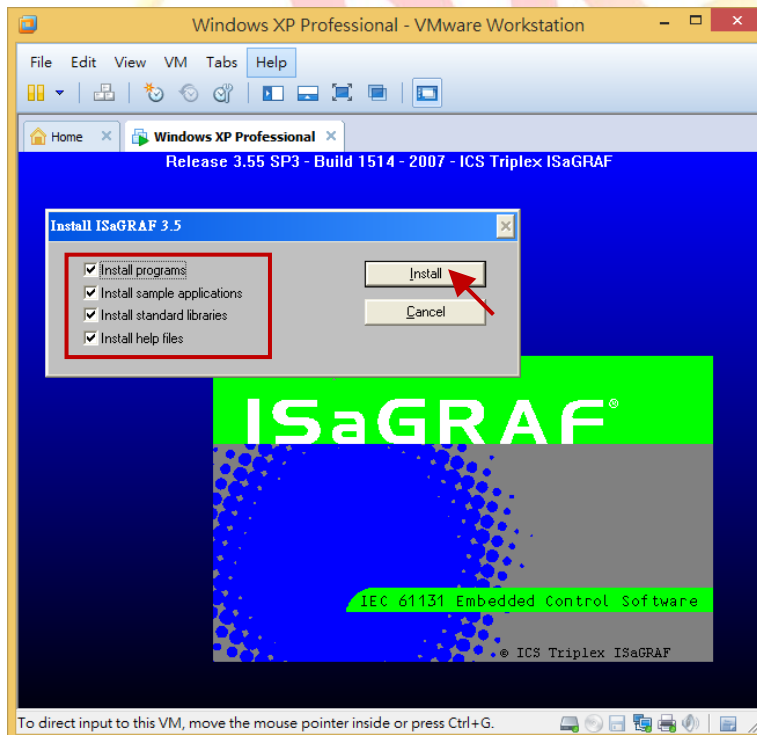 Windows XP Professional - VMware Workstation
File Edit View VM Tabs Help
Home Windows XP Professional
Release 3.55 SP3 - Build 1514 - 2007 - ICS Triplex ISaGRAF
Install ISaGRAF 3.5
Install programs
Install sample applications
Install standard libraries
Install help files
Install
Cancel
ISaGRAF®
IEC 61131 Embedded Control Software
© ICS Triplex ISaGRAF
To direct input to this VM, move the mouse pointer inside or press Ctrl+G.